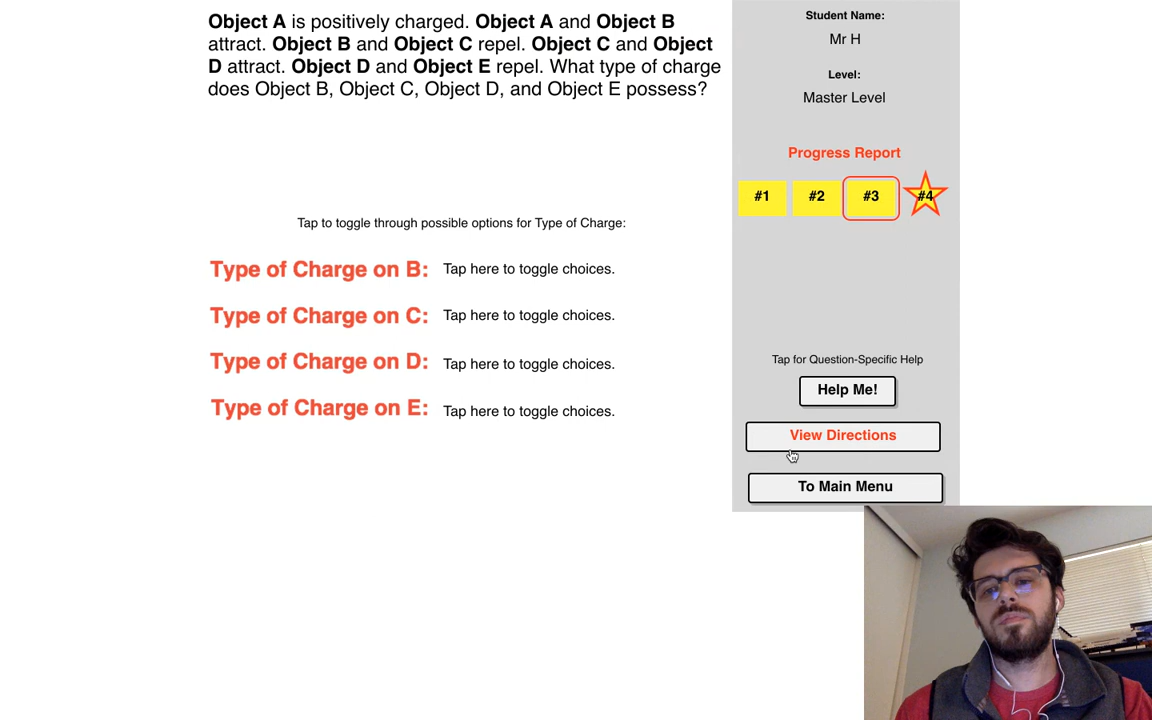 Object A is positively charged. Object A and Object B
attract. Object B and Object C repel. Object C and Object
D attract. Object D and Object E repel. What type of charge
does Object B, Object C, Object D, and Object E possess?
Tap to toggle through possible options for Type of Charge:
Type of Charge on B: Tap here to toggle choices.
Type of Charge on C: Tap here to toggle choices.
Type of Charge on D: Tap here to toggle choices.
Type of Charge on E: Tap here to toggle choices.
Student Name:
Mr H
Level:
Master Level
Progress Report
#1 #2 #3 #4
Tap for Question-Specific Help
Help Me!
View Directions
To Main Menu